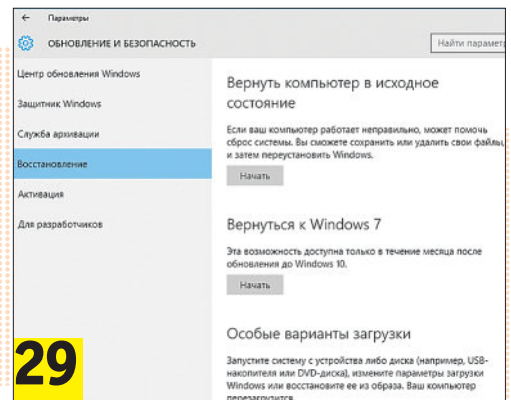 ← Параметры
ОБНОВЛЕНИЕ И БЕЗОПАСНОСТЬ
Найти параметр
Центр обновления Windows
Защитник Windows
Служба архивации
Восстановление
Активация
Для разработчиков
Вернуть компьютер в исходное
состояние
Если ваш компьютер работает неправильно, может помочь
сброс системы. Вы сможете сохранить или удалить свои файлы,
и затем переустановить Windows.
Начать
Вернуться к Windows 7
Эта возможность доступна только в течение месяца после
обновления до Windows 10.
Начать
Особые варианты загрузки
Запустите систему с устройства либо диска (например, USB-
накопителя или DVD-диска), измените параметры загрузки
Windows или восстановите ее из образа. Ваш компьютер
перезагрузится.
29